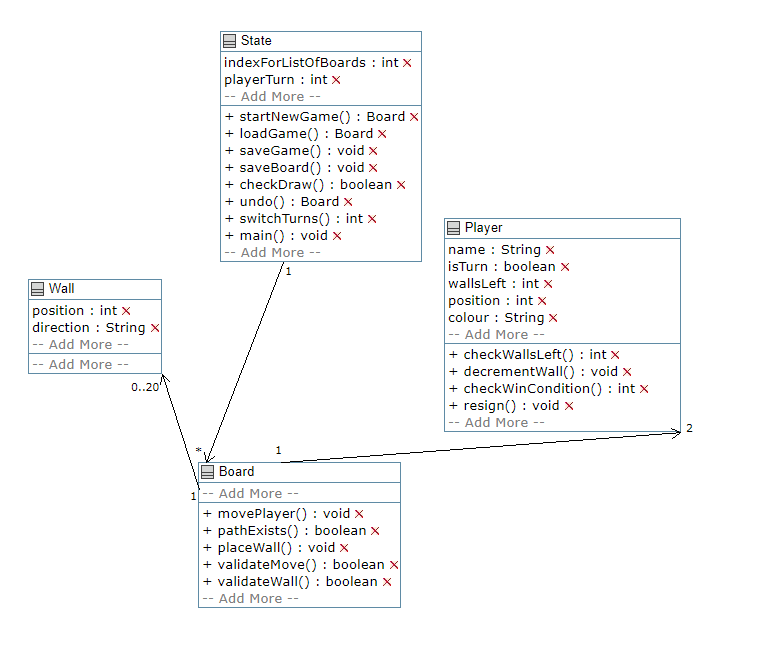 State
indexForListOfBoards : int
playerTurn : int
-- Add More --
+ startNewGame() : Board
+ loadGame() : Board
+ saveGame() : void
+ saveBoard() : void
+ checkDraw() : boolean
+ undo() : Board
+ switchTurns() : int
+ main() : void
-- Add More --
1
Player
name : String
isTurn : boolean
wallsLeft : int
position : int
colour : String
-- Add More --
+ checkWallsLeft() : int
+ decrementWall() : void
+ checkWinCondition() : int
+ resign() : void
-- Add More --
2
Wall
position : int
direction : String
-- Add More --
-- Add More --
0..20
*
1
1
Board
-- Add More --
+ movePlayer() : void
+ pathExists() : boolean
+ placeWall() : void
+ validateMove() : boolean
+ validateWall() : boolean
-- Add More --